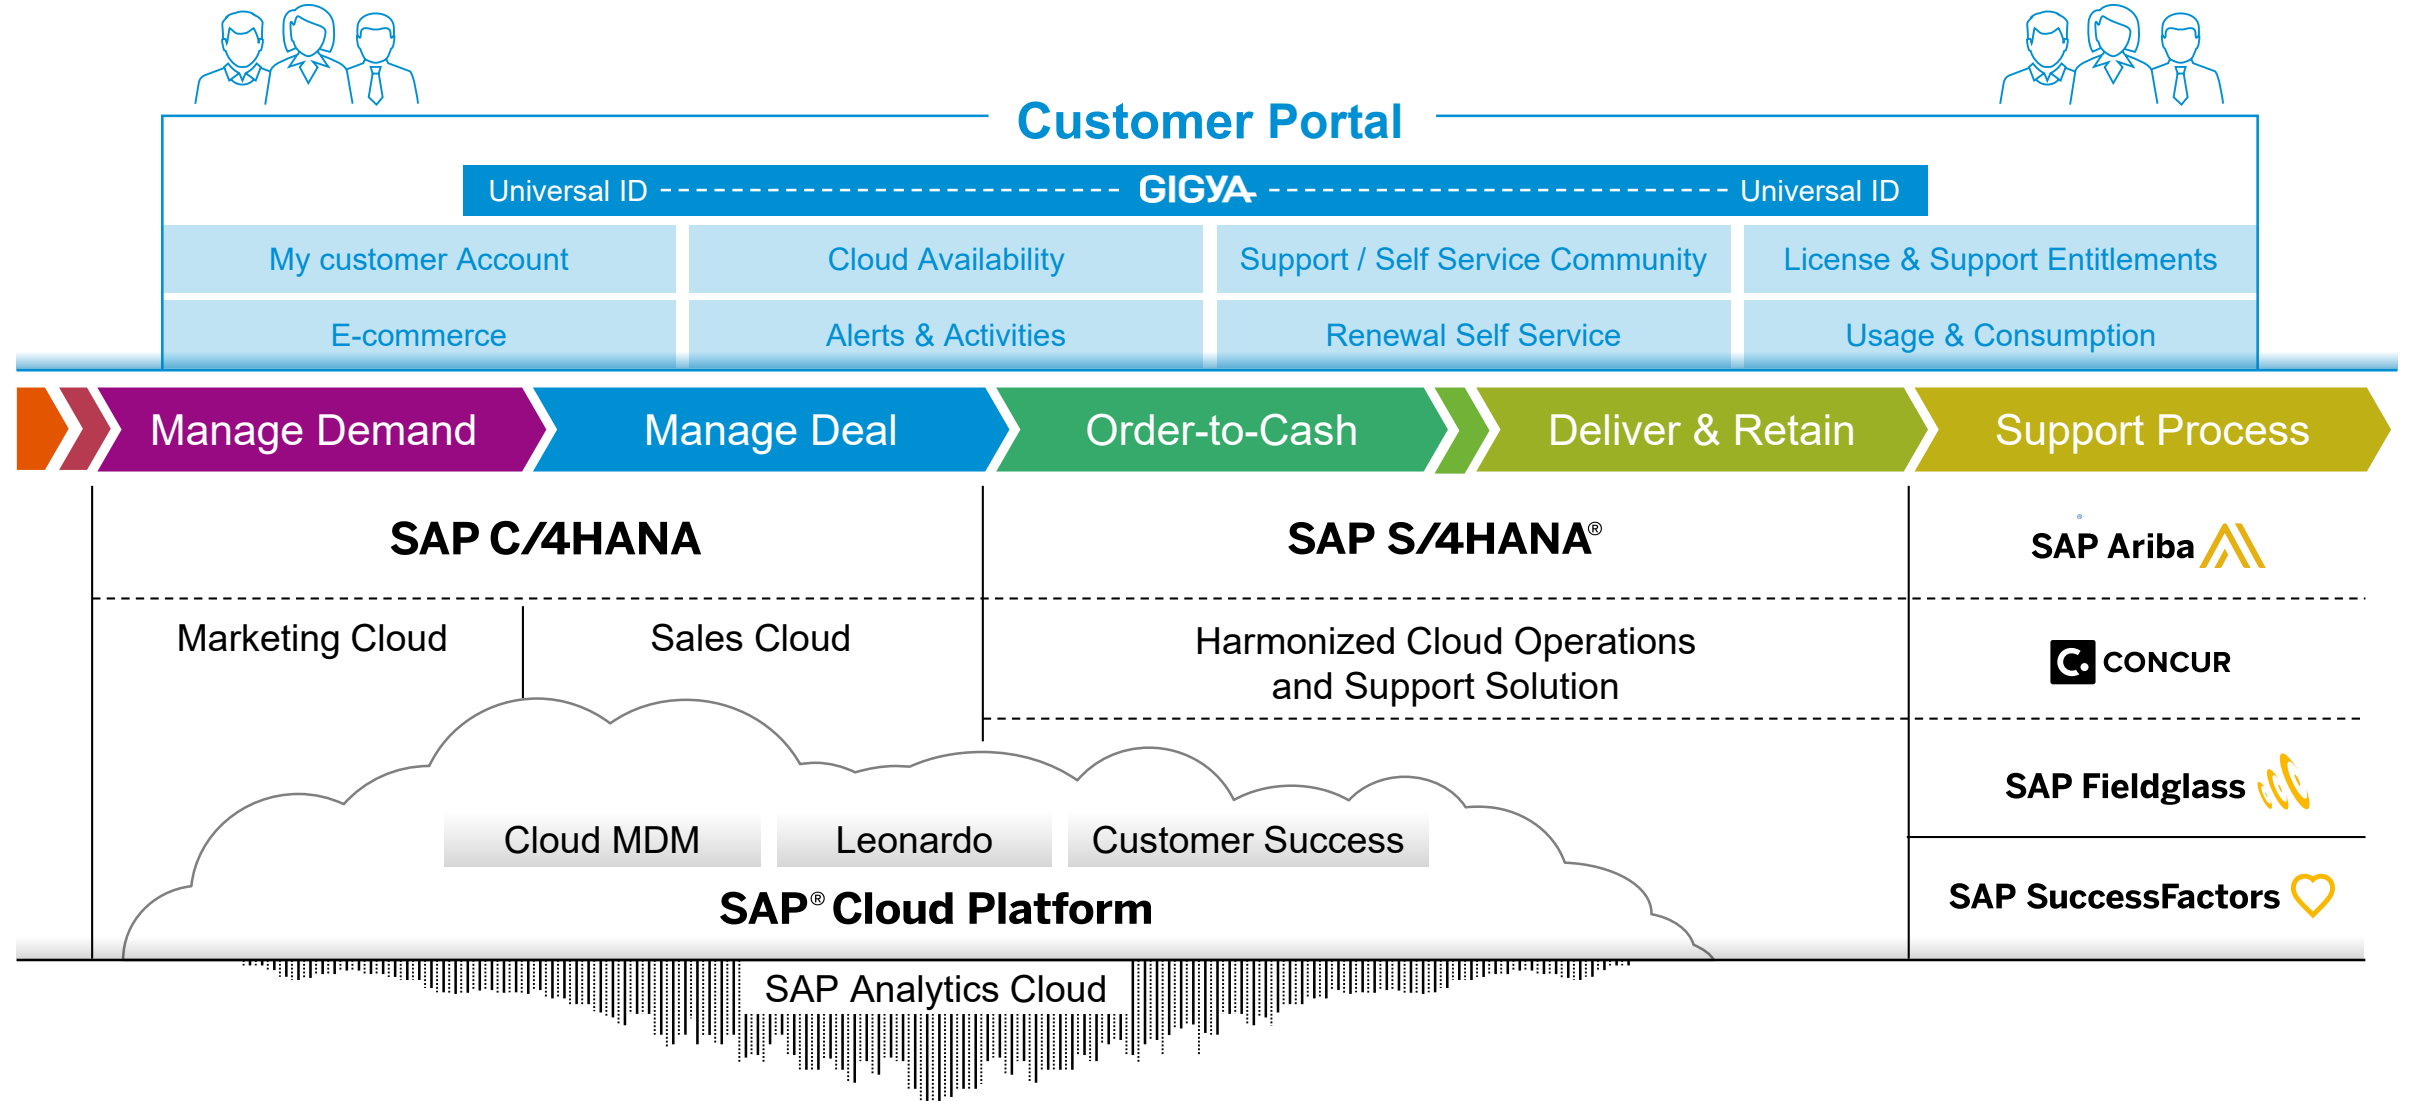 Customer Portal
Universal ID
GIGYA
Universal ID
My customer Account
Cloud Availability
Support / Self Service Community
License & Support Entitlements
E-commerce
Alerts & Activities
Renewal Self Service
Usage & Consumption
Manage Demand
Manage Deal
Order-to-Cash
Deliver & Retain
Support Process
SAP C/4HANA
SAP S/4HANA®
SAP Ariba
Marketing Cloud
Sales Cloud
Harmonized Cloud Operations
and Support Solution
C. CONCUR
SAP Fieldglass
Cloud MDM
Leonardo
Customer Success
SAP® Cloud Platform
SAP SuccessFactors
SAP Analytics Cloud